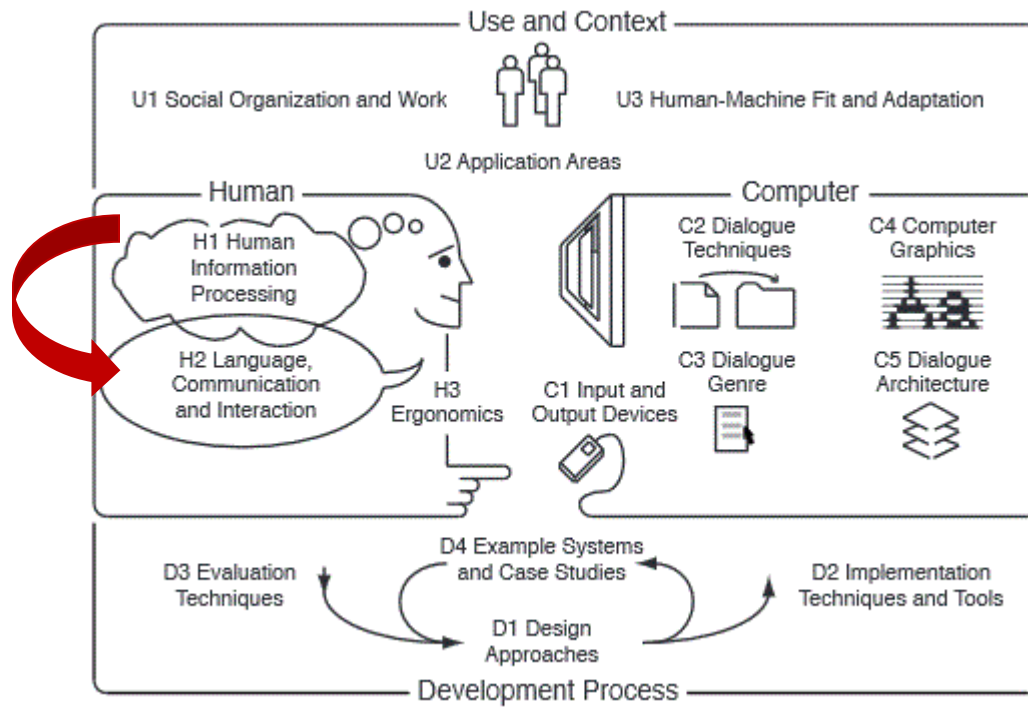 Use and Context
U1 Social Organization and Work
U3 Human-Machine Fit and Adaptation
U2 Application Areas
Human
H1 Human
Information
Processing
H2 Language,
Communication
and Interaction
H3
Ergonomics
Computer
C1 Input and
Output Devices
C2 Dialogue
Techniques
C4 Computer
Graphics
C3 Dialogue
Genre
C5 Dialogue
Architecture
D3 Evaluation
Techniques
D4 Example Systems
and Case Studies
D2 Implementation
Techniques and Tools
D1 Design
Approaches
Development Process